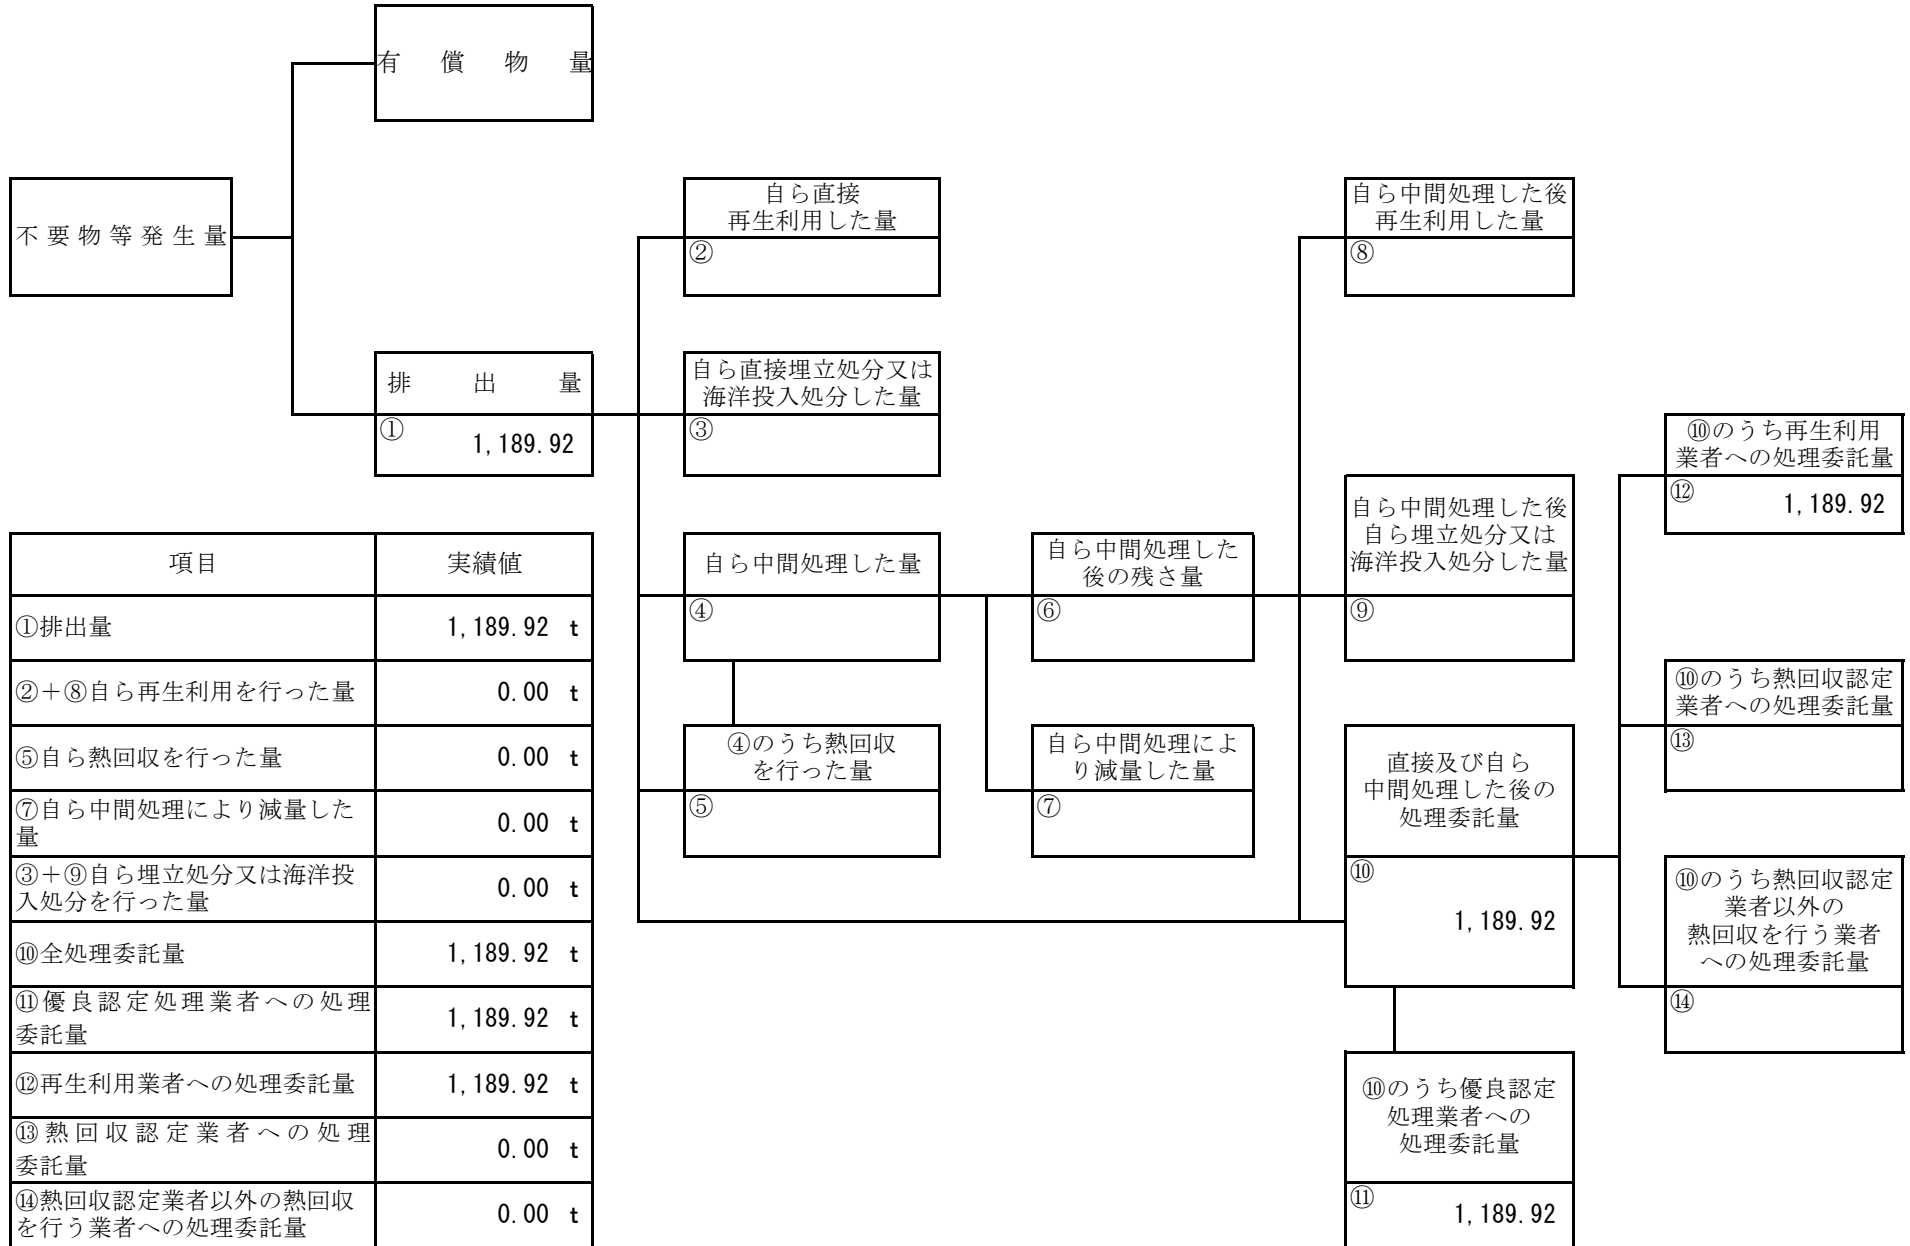 有償物量
不要物等発生量
排出量
①
1,189.92
自ら直接
再生利用した量
②
自ら直接埋立処分又は
海洋投入処分した量
③
自ら中間処理した量
④
④のうち熱回収
を行った量
⑤
自ら中間処理した
後の残さ量
⑥
自ら中間処理によ
り減量した量
⑦
自ら中間処理した後
再生利用した量
⑧
自ら中間処理した後
自ら埋立処分又は
海洋投入処分した量
⑨
直接及び自ら
中間処理した後の
処理委託量
⑩
1,189.92
⑩のうち優良認定
処理業者への
処理委託量
⑪
1,189.92
⑩のうち再生利用
業者への処理委託量
⑫
1,189.92
⑩のうち熱回収認定
業者への処理委託量
⑬
⑩のうち熱回収認定
業者以外の
熱回収を行う業者
への処理委託量
⑭
項目 実績値
①排出量 1,189.92 t
②＋⑧自ら再生利用を行った量 0.00 t
⑤自ら熱回収を行った量 0.00 t
⑦自ら中間処理により減量した
量 0.00 t
③＋⑨自ら埋立処分又は海洋投
入処分を行った量 0.00 t
⑩全処理委託量 1,189.92 t
⑪優良認定処理業者への処理
委託量 1,189.92 t
⑫再生利用業者への処理委託量 1,189.92 t
⑬熱回収認定業者への処理
委託量 0.00 t
⑭熱回収認定業者以外の熱回収
を行う業者への処理委託量 0.00 t